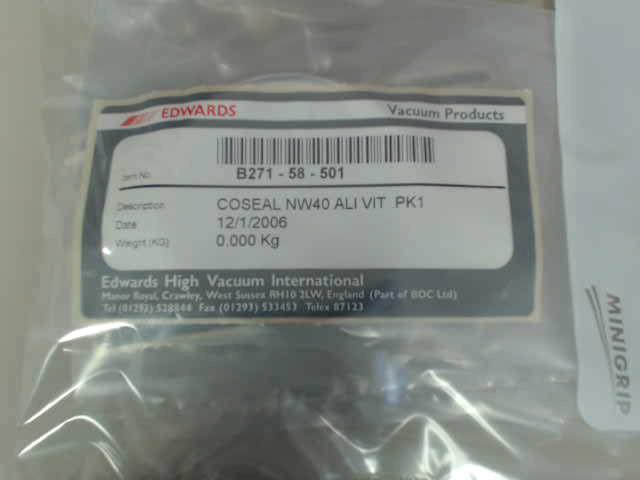 EDWARDS Vacuum Products
Item No. B271 - 58 - 501
Description COSEAL NW40 ALI VIT PK1
Date 12/1/2006
Weight (KG) 0.000 Kg
Edwards High Vacuum International
Manor Royal, Crawley, West Sussex RH10 2LW, England (Part of BOC Ltd)
Tel (01293) 528844 Fax (01293) 533453 Telex 87123
MINIGRIP